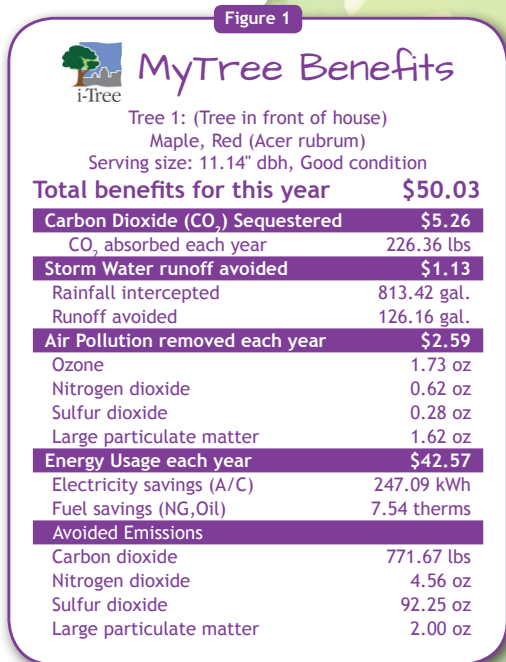 Figure 1
i-Tree
MyTree Benefits
Tree 1: (Tree in front of house)
Maple, Red (Acer rubrum)
Serving size: 11.14" dbh, Good condition
Total benefits for this year $50.03
Carbon Dioxide (CO₂) Sequestered $5.26
CO₂ absorbed each year 226.36 lbs
Storm Water runoff avoided $1.13
Rainfall intercepted 813.42 gal.
Runoff avoided 126.16 gal.
Air Pollution removed each year $2.59
Ozone 1.73 oz
Nitrogen dioxide 0.62 oz
Sulfur dioxide 0.28 oz
Large particulate matter 1.62 oz
Energy Usage each year $42.57
Electricity savings (A/C) 247.09 kWh
Fuel savings (NG,Oil) 7.54 therms
Avoided Emissions
Carbon dioxide 771.67 lbs
Nitrogen dioxide 4.56 oz
Sulfur dioxide 92.25 oz
Large particulate matter 2.00 oz